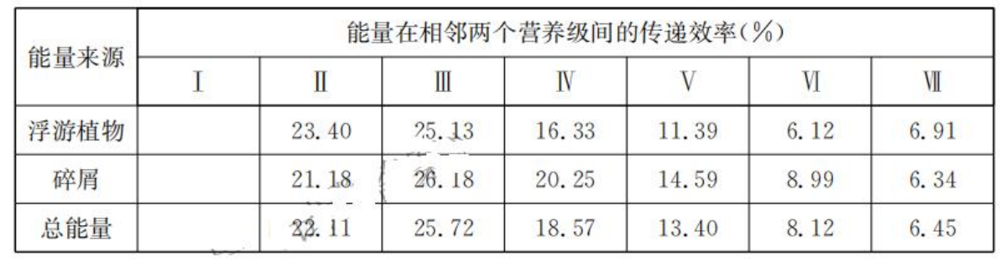 能量来源 能量在相邻两个营养级间的传递效率(%)
Ⅰ Ⅱ Ⅲ Ⅳ Ⅴ Ⅵ Ⅶ
浮游植物 23.40 25.13 16.33 11.39 6.12 6.91
碎屑 21.18 26.18 20.25 14.59 8.99 6.34
总能量 22.11 25.72 18.57 13.40 8.12 6.45